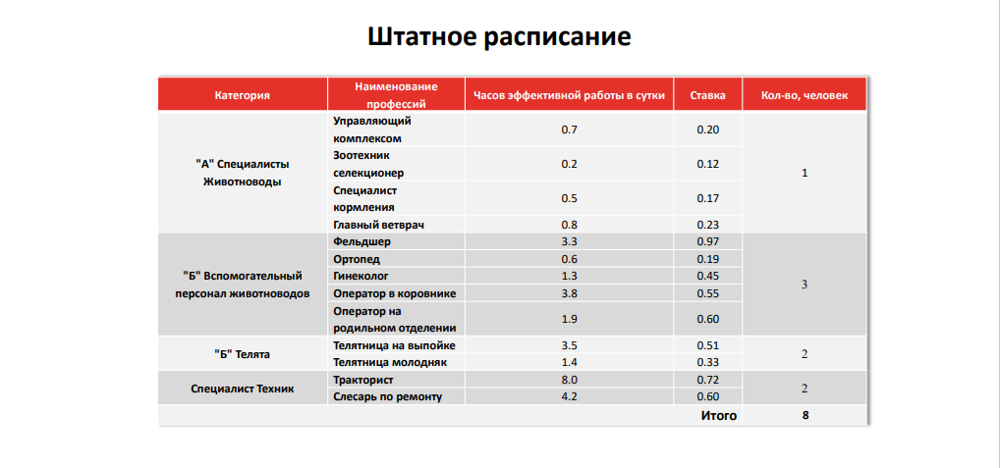 Штатное расписание
Категория
Наименование
профессий
Часов эффективной работы в сутки
Ставка
Кол-во, человек
"А" Специалисты
Животноводы
Управляющий
комплексом
0.7
0.20
1
Зоотехник
селекционер
0.2
0.12
Специалист
кормления
0.5
0.17
Главный ветврач
0.8
0.23
"Б" Вспомогательный
персонал животноводов
Фельдшер
3.3
0.97
3
Ортопед
0.6
0.19
Гинеколог
1.3
0.45
Оператор в коровнике
3.8
0.55
Оператор на
родильном отделении
1.9
0.60
"Б" Телята
Телятница на выпойке
3.5
0.51
2
Телятница молодняк
1.4
0.33
Специалист Техник
Тракторист
8.0
0.72
2
Слесарь по ремонту
4.2
0.60
Итого
8